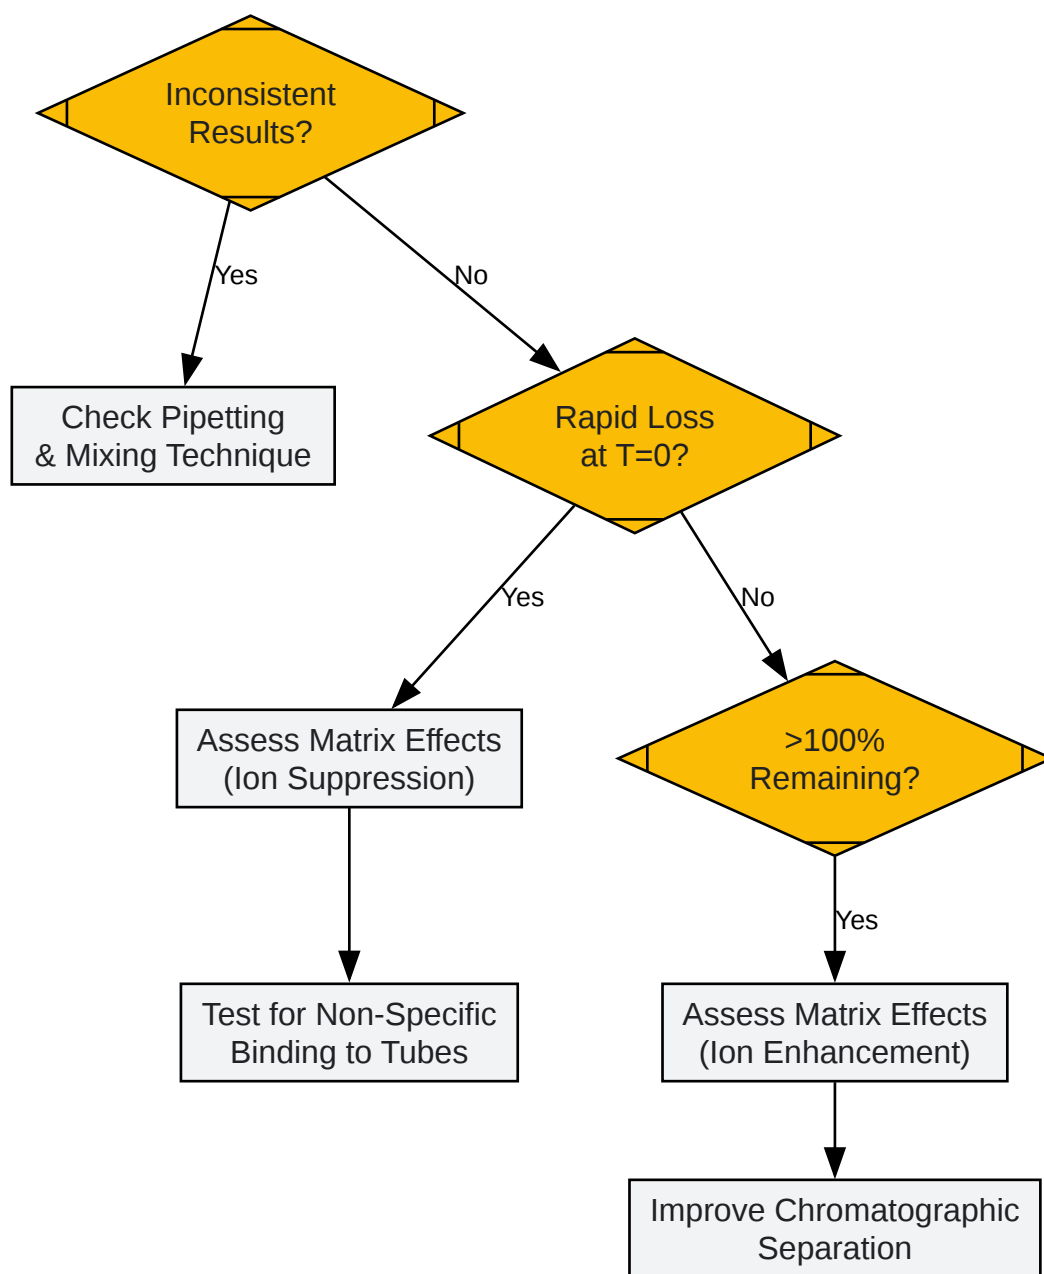 Inconsistent
Results?
Yes
No
Check Pipetting
& Mixing Technique
Rapid Loss
at T=0?
Yes
No
Assess Matrix Effects
(Ion Suppression)
>100%
Remaining?
Yes
Test for Non-Specific
Binding to Tubes
Assess Matrix Effects
(Ion Enhancement)
Improve Chromatographic
Separation